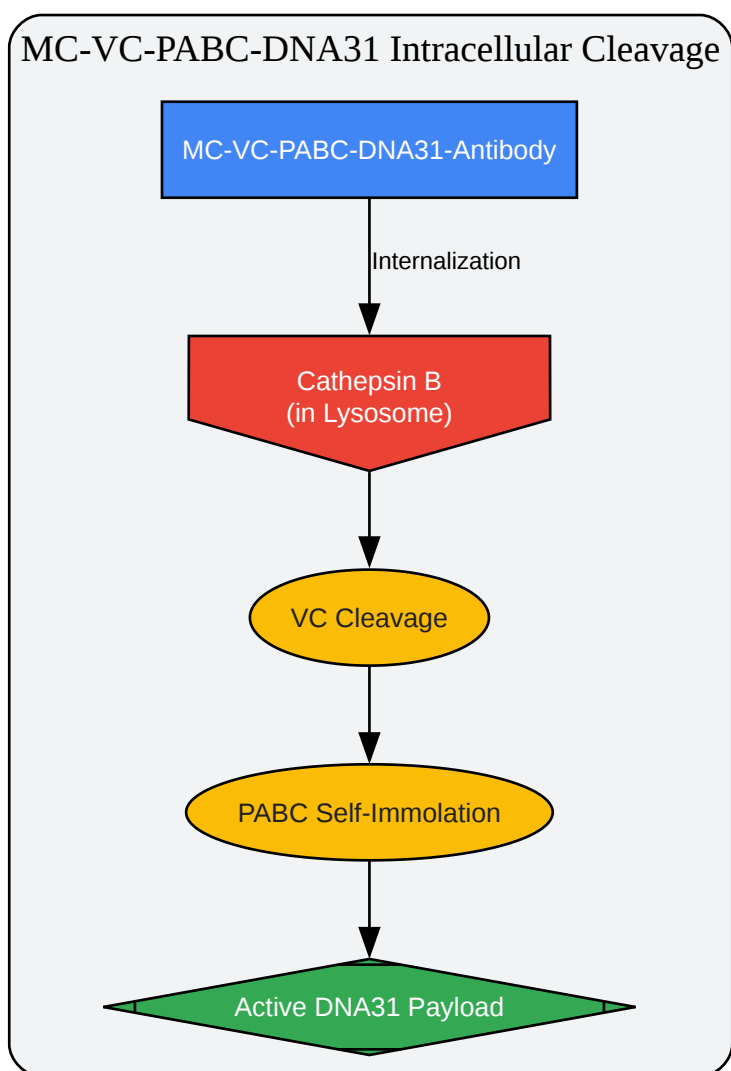 MC-VC-PABC-DNA31 Intracellular Cleavage
MC-VC-PABC-DNA31-Antibody
Internalization
Cathepsin B
(in Lysosome)
VC Cleavage
PABC Self-Immolation
Active DNA31 Payload